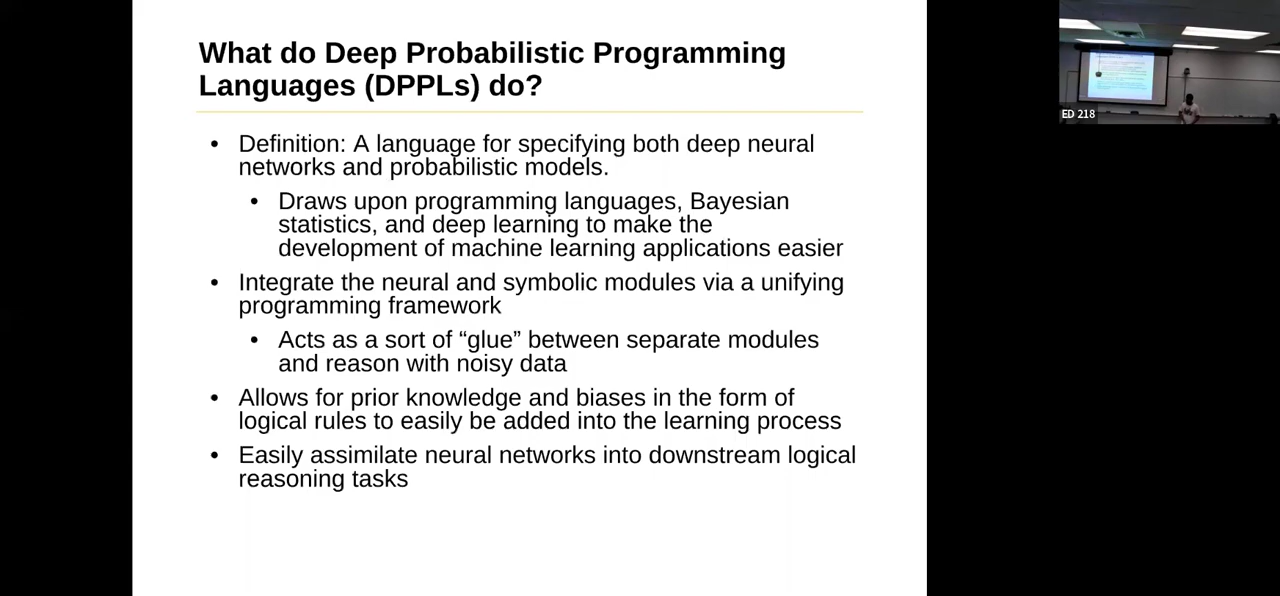 What do Deep Probabilistic Programming
Languages (DPPLs) do?
• Definition: A language for specifying both deep neural
networks and probabilistic models.
• Draws upon programming languages, Bayesian
statistics, and deep learning to make the
development of machine learning applications easier
• Integrate the neural and symbolic modules via a unifying
programming framework
• Acts as a sort of “glue” between separate modules
and reason with noisy data
• Allows for prior knowledge and biases in the form of
logical rules to easily be added into the learning process
• Easily assimilate neural networks into downstream logical
reasoning tasks
ED 218